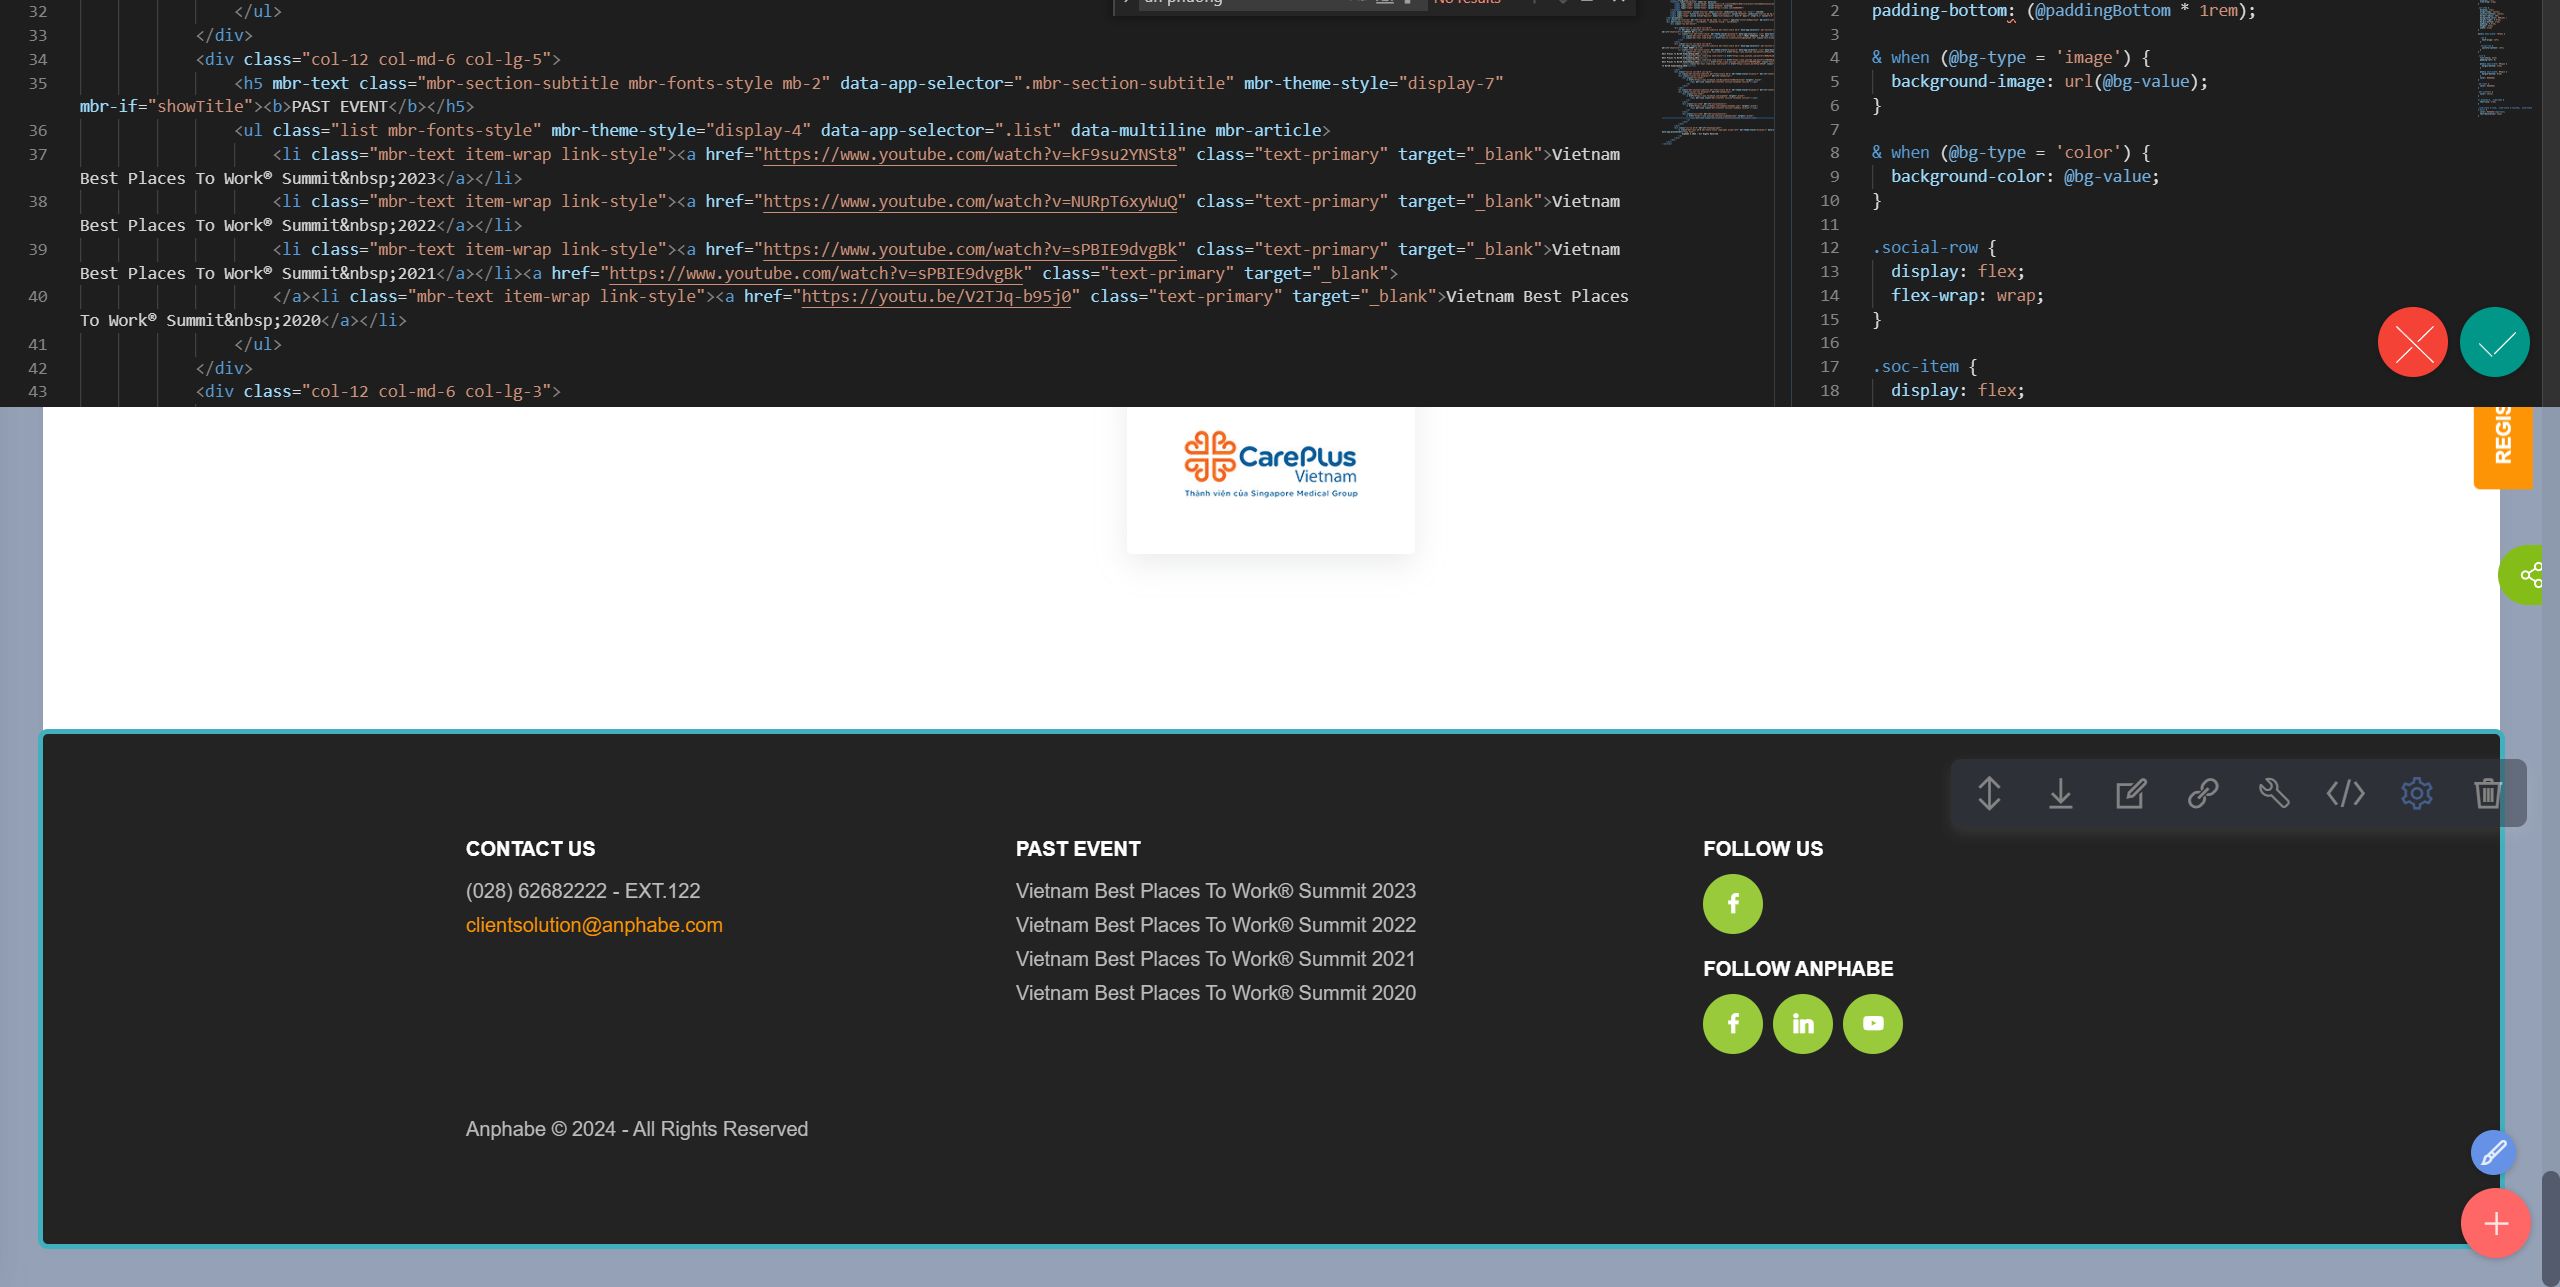 No results
32 </ul>
33 </div>
34 <div class="col-12 col-md-6 col-lg-5">
35 <h5 mbr-text class="mbr-section-subtitle mbr-fonts-style mb-2" data-app-selector=".mbr-section-subtitle" mbr-theme-style="display-7"
mbr-if="showTitle"><b>PAST EVENT</b></h5>
36 <ul class="list mbr-fonts-style" mbr-theme-style="display-4" data-app-selector=".list" data-multiline mbr-article>
37 <li class="mbr-text item-wrap link-style"><a href="https://www.youtube.com/watch?v=kF9su2YNSt8" class="text-primary" target="_blank">Vietnam
Best Places To Work® Summit&nbsp;2023</a></li>
38 <li class="mbr-text item-wrap link-style"><a href="https://www.youtube.com/watch?v=NURpT6xyWuQ" class="text-primary" target="_blank">Vietnam
Best Places To Work® Summit&nbsp;2022</a></li>
39 <li class="mbr-text item-wrap link-style"><a href="https://www.youtube.com/watch?v=sPBIE9dvgBk" class="text-primary" target="_blank">Vietnam
Best Places To Work® Summit&nbsp;2021</a></li><a href="https://www.youtube.com/watch?v=sPBIE9dvgBk" class="text-primary" target="_blank">
40 </a><li class="mbr-text item-wrap link-style"><a href="https://youtu.be/V2TJq-b95j0" class="text-primary" target="_blank">Vietnam Best Places
To Work® Summit&nbsp;2020</a></li>
41 </ul>
42 </div>
43 <div class="col-12 col-md-6 col-lg-3">
2 padding-bottom: (@paddingBottom * 1rem);
3
4 & when (@bg-type = 'image') {
5 background-image: url(@bg-value);
6 }
7
8 & when (@bg-type = 'color') {
9 background-color: @bg-value;
10 }
11
12 .social-row {
13 display: flex;
14 flex-wrap: wrap;
15 }
16
17 .soc-item {
18 display: flex;
CarePlus
Vietnam
Thành viên của Singapore Medical Group
REGIS
CONTACT US
(028) 62682222 - EXT.122
clientsolution@anphabe.com
PAST EVENT
Vietnam Best Places To Work® Summit 2023
Vietnam Best Places To Work® Summit 2022
Vietnam Best Places To Work® Summit 2021
Vietnam Best Places To Work® Summit 2020
FOLLOW US
FOLLOW ANPHABE
Anphabe © 2024 - All Rights Reserved